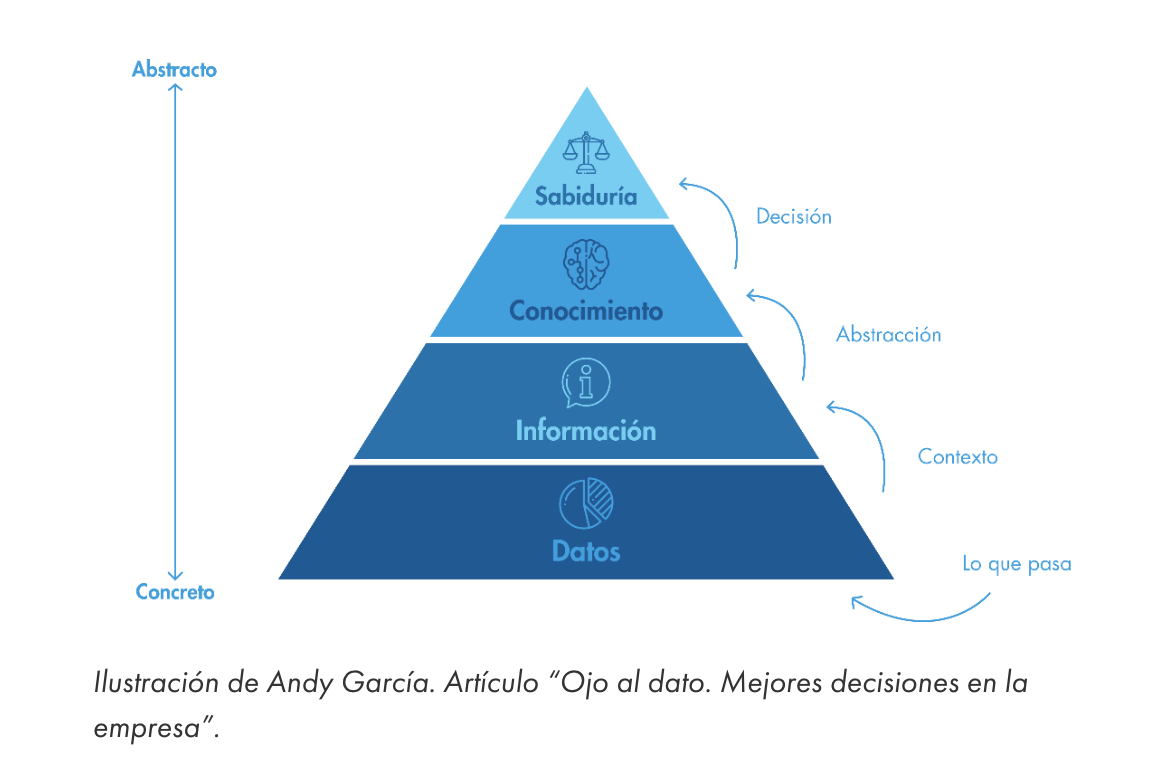 Abstracto
Sabiduría
Decisión
Conocimiento
Abstracción
Información
Contexto
Datos
Lo que pasa
Concreto
Ilustración de Andy García. Artículo “Ojo al dato. Mejores decisiones en la
empresa”.